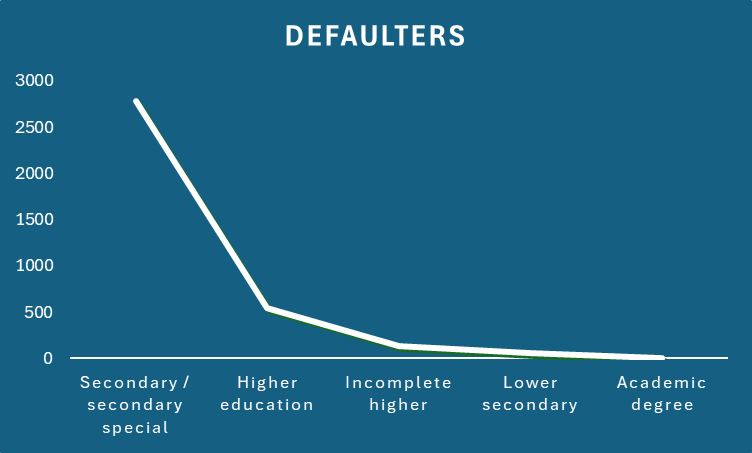 DEFAULTERS
3000
2500
2000
1500
1000
500
0
Secondary / secondary special
Higher education
Incomplete higher
Lower secondary
Academic degree